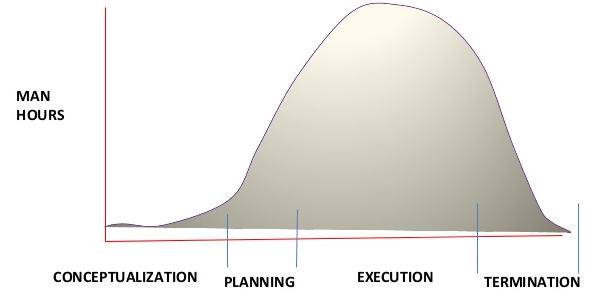 MAN
HOURS
CONCEPTUALIZATION
PLANNING
EXECUTION
TERMINATION